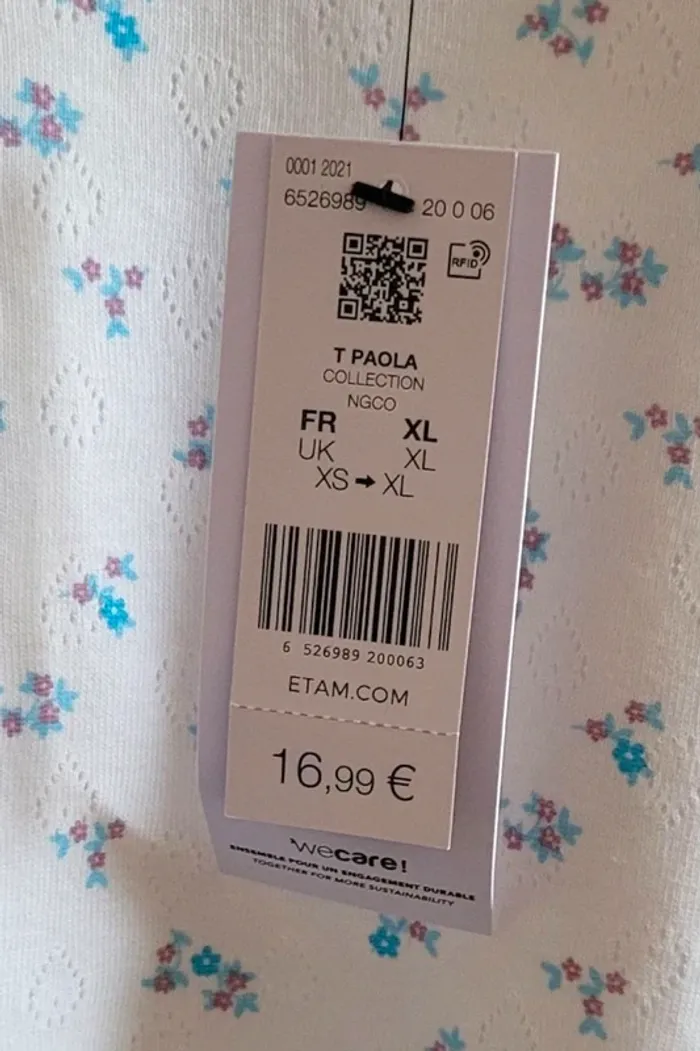 0001 2021
6526989 20 0 06
RFID
T PAOLA
COLLECTION
NGCO
FR XL
UK XL
XS → XL
6 526989 200063
ETAM.COM
16,99 €
wecare!
ENSEMBLE POUR UN ENGAGEMENT DURABLE
TOGETHER FOR MORE SUSTAINABILITY